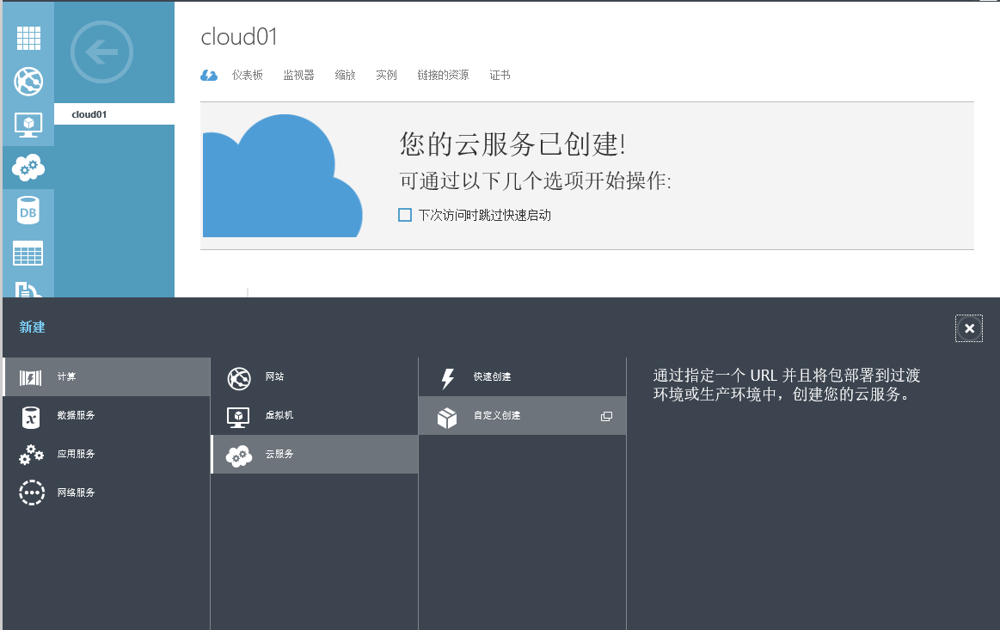 cloud01
仪表板 监视器 缩放 实例 链接的资源 证书
cloud01
您的云服务已创建!
可通过以下几个选项开始操作:
下次访问时跳过快速启动
DB
新建
计算
数据服务
应用服务
网络服务
网站
虚拟机
云服务
快速创建
自定义创建
通过指定一个 URL 并且将包部署到过渡
环境或生产环境中，创建您的云服务。